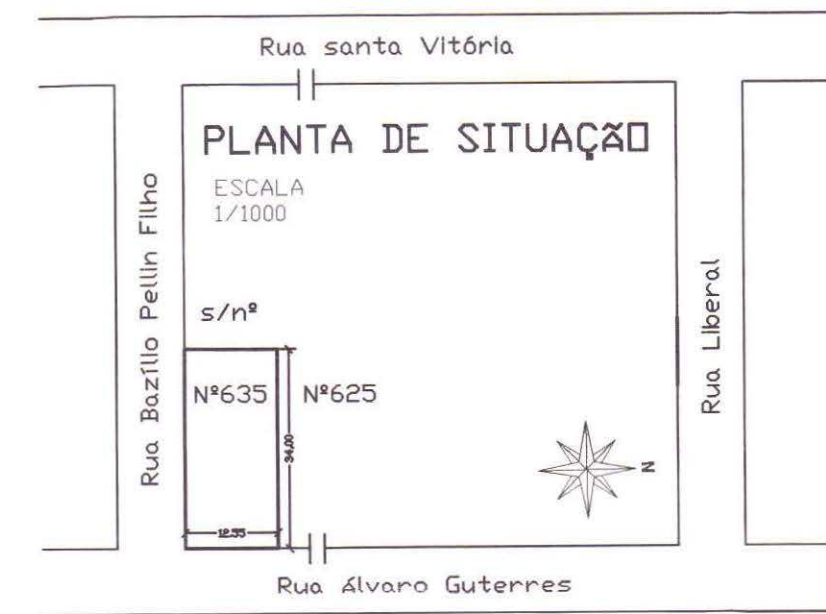 Rua santa Vitória
PLANTA DE SITUAÇÃO
ESCALA
1/1000
Rua Bazíllo Pellin Filho
s/nº
Nº635
Nº625
34.00
12.55
Rua Liberal
N
Rua Álvaro Guterres